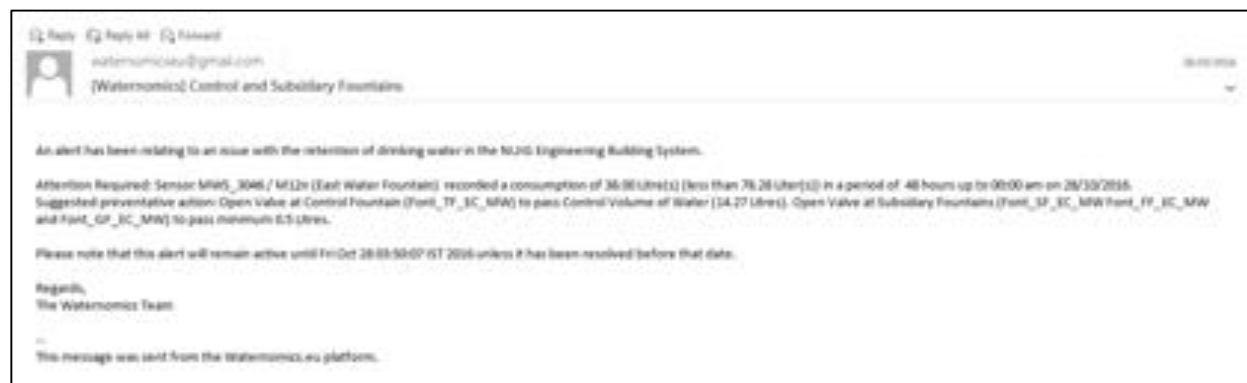 Reply Reply All Forward
waternomicseu@gmail.com
[Waternomics] Control and Subsidiary Fountains
An alert has been relating to an issue with the retention of drinking water in the NUIG Engineering Building System.
Attention Required: Sensor MWS_3046 / M12n (East Water Fountain) recorded a consumption of 36.00 Litre(s) (less than 78.28 Liter(s)) in a period of 48 hours up to 00:00 am on 28/10/2016.
Suggested preventative action: Open Valve at Control Fountain (Font_TF_EC_MW) to pass Control Volume of Water (14.27 Litres). Open Valve at Subsidiary Fountains (Font_SF_EC_MW Font_FF_EC_MW
and Font_GF_EC_MW) to pass minimum 0.5 Litres.
Please note that this alert will remain active until Fri Oct 28 03:50:07 IST 2016 unless it has been resolved before that date.
Regards,
The Waternomics Team
--
This message was sent from the Waternomics.eu platform.